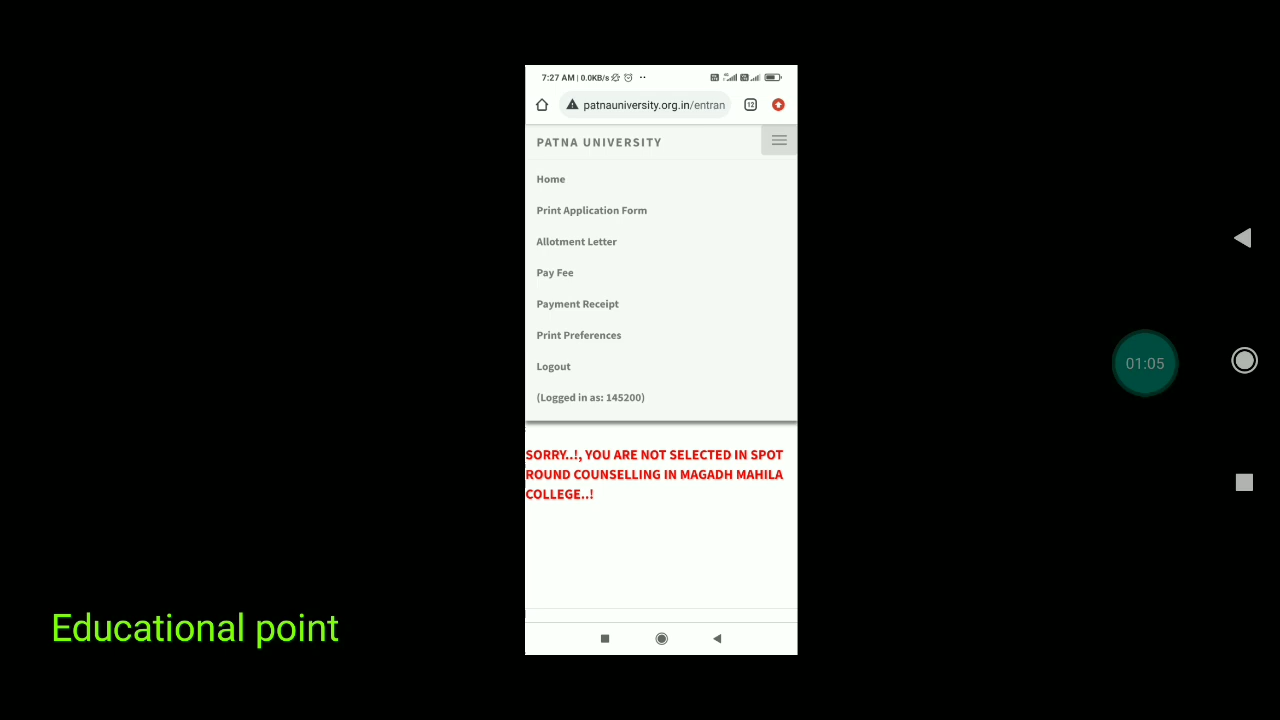 7:27 AM | 0.0KB/s
patnauniversity.org.in/entran
12
PATNA UNIVERSITY
Home
Print Application Form
Allotment Letter
Pay Fee
Payment Receipt
Print Preferences
Logout
(Logged in as: 145200)
SORRY..!, YOU ARE NOT SELECTED IN SPOT
ROUND COUNSELLING IN MAGADH MAHILA
COLLEGE..!
01:05
Educational point